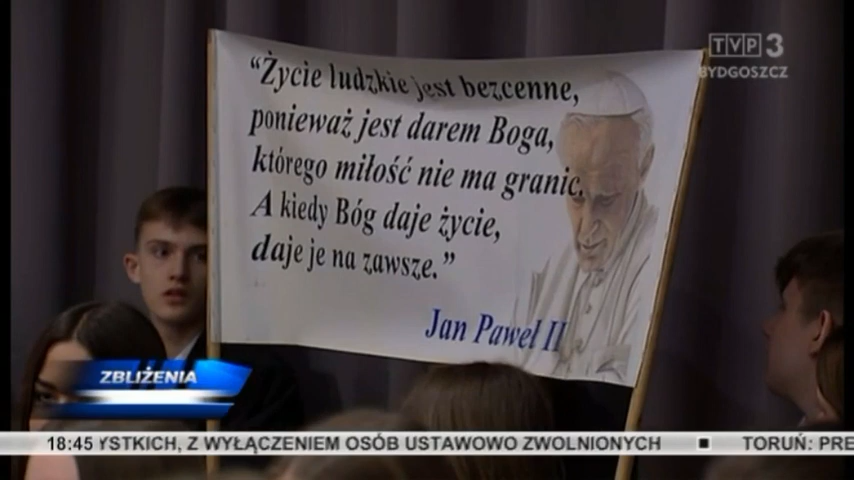 TVP3
BYDGOSZCZ
“Życie ludzkie jest bezcenne,
ponieważ jest darem Boga,
którego miłość nie ma granic.
A kiedy Bóg daje życie,
daje je na zawsze.”
Jan Paweł II
ZBLIŻENIA
18:45 YSTKICH, Z WYŁĄCZENIEM OSÓB USTAWOWO ZWOLNIONYCH ■ TORUŃ: PRE